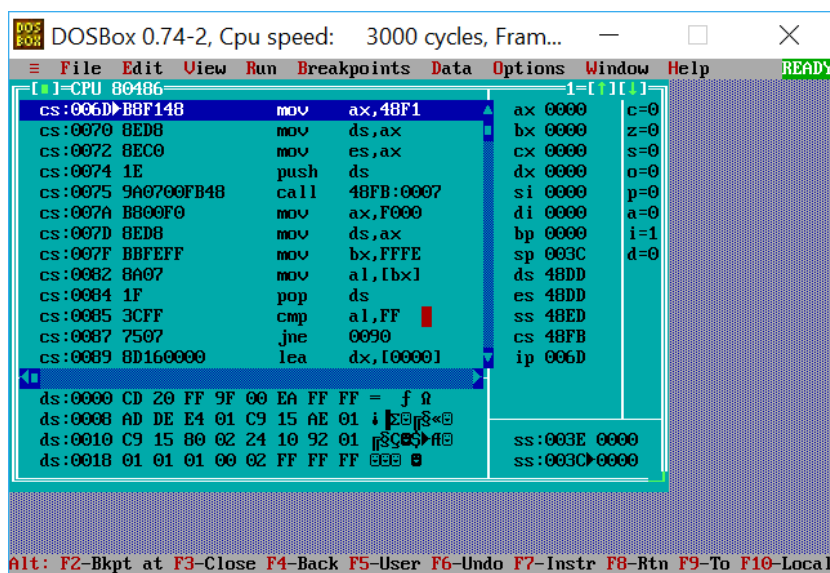 DOSBox 0.74-2, Cpu speed: 3000 cycles, Fram...
≡ File Edit View Run Breakpoints Data Options Window Help READY
[■]=CPU 80486 1=[↑][↓]
cs:006D►B8F148 mov ax,48F1 ax 0000 c=0
cs:0070 8ED8 mov ds,ax bx 0000 z=0
cs:0072 8EC0 mov es,ax cx 0000 s=0
cs:0074 1E push ds dx 0000 o=0
cs:0075 9A0700FB48 call 48FB:0007 si 0000 p=0
cs:007A B800F0 mov ax,F000 di 0000 a=0
cs:007D 8ED8 mov ds,ax bp 0000 i=1
cs:007F BBFEFF mov bx,FFFE sp 003C d=0
cs:0082 8A07 mov al,[bx] ds 48DD
cs:0084 1F pop ds es 48DD
cs:0085 3CFF cmp al,FF ss 48ED
cs:0087 7507 jne 0090 cs 48FB
cs:0089 8D160000 lea dx,[0000] ip 006D
ds:0000 CD 20 FF 9F 00 EA FF FF = ƒ Ω
ds:0008 AD DE E4 01 C9 15 AE 01
ds:0010 C9 15 80 02 24 10 92 01 ss:003E 0000
ds:0018 01 01 01 00 02 FF FF FF ss:003C►0000
Alt: F2-Bkpt at F3-Close F4-Back F5-User F6-Undo F7-Instr F8-Rtn F9-To F10-Local